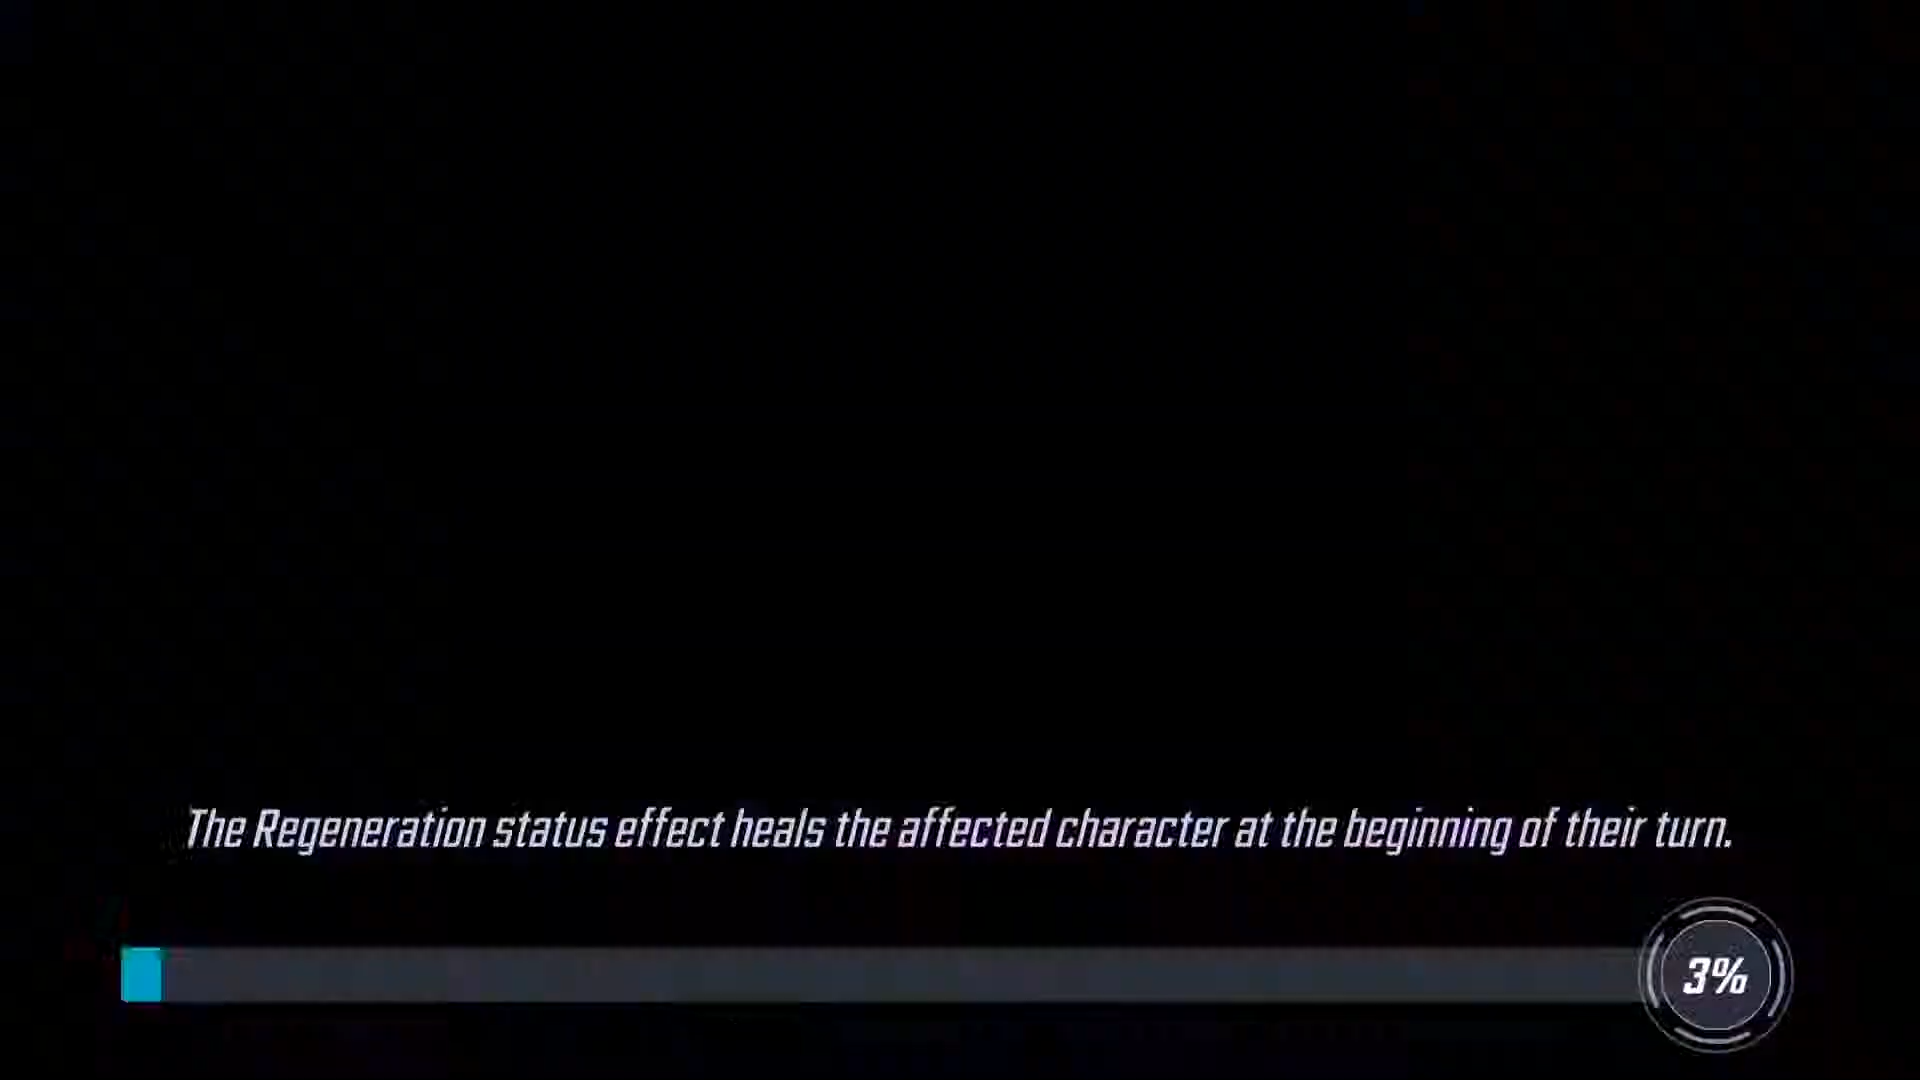 The Regeneration status effect heals the affected character at the beginning of their turn.
3%